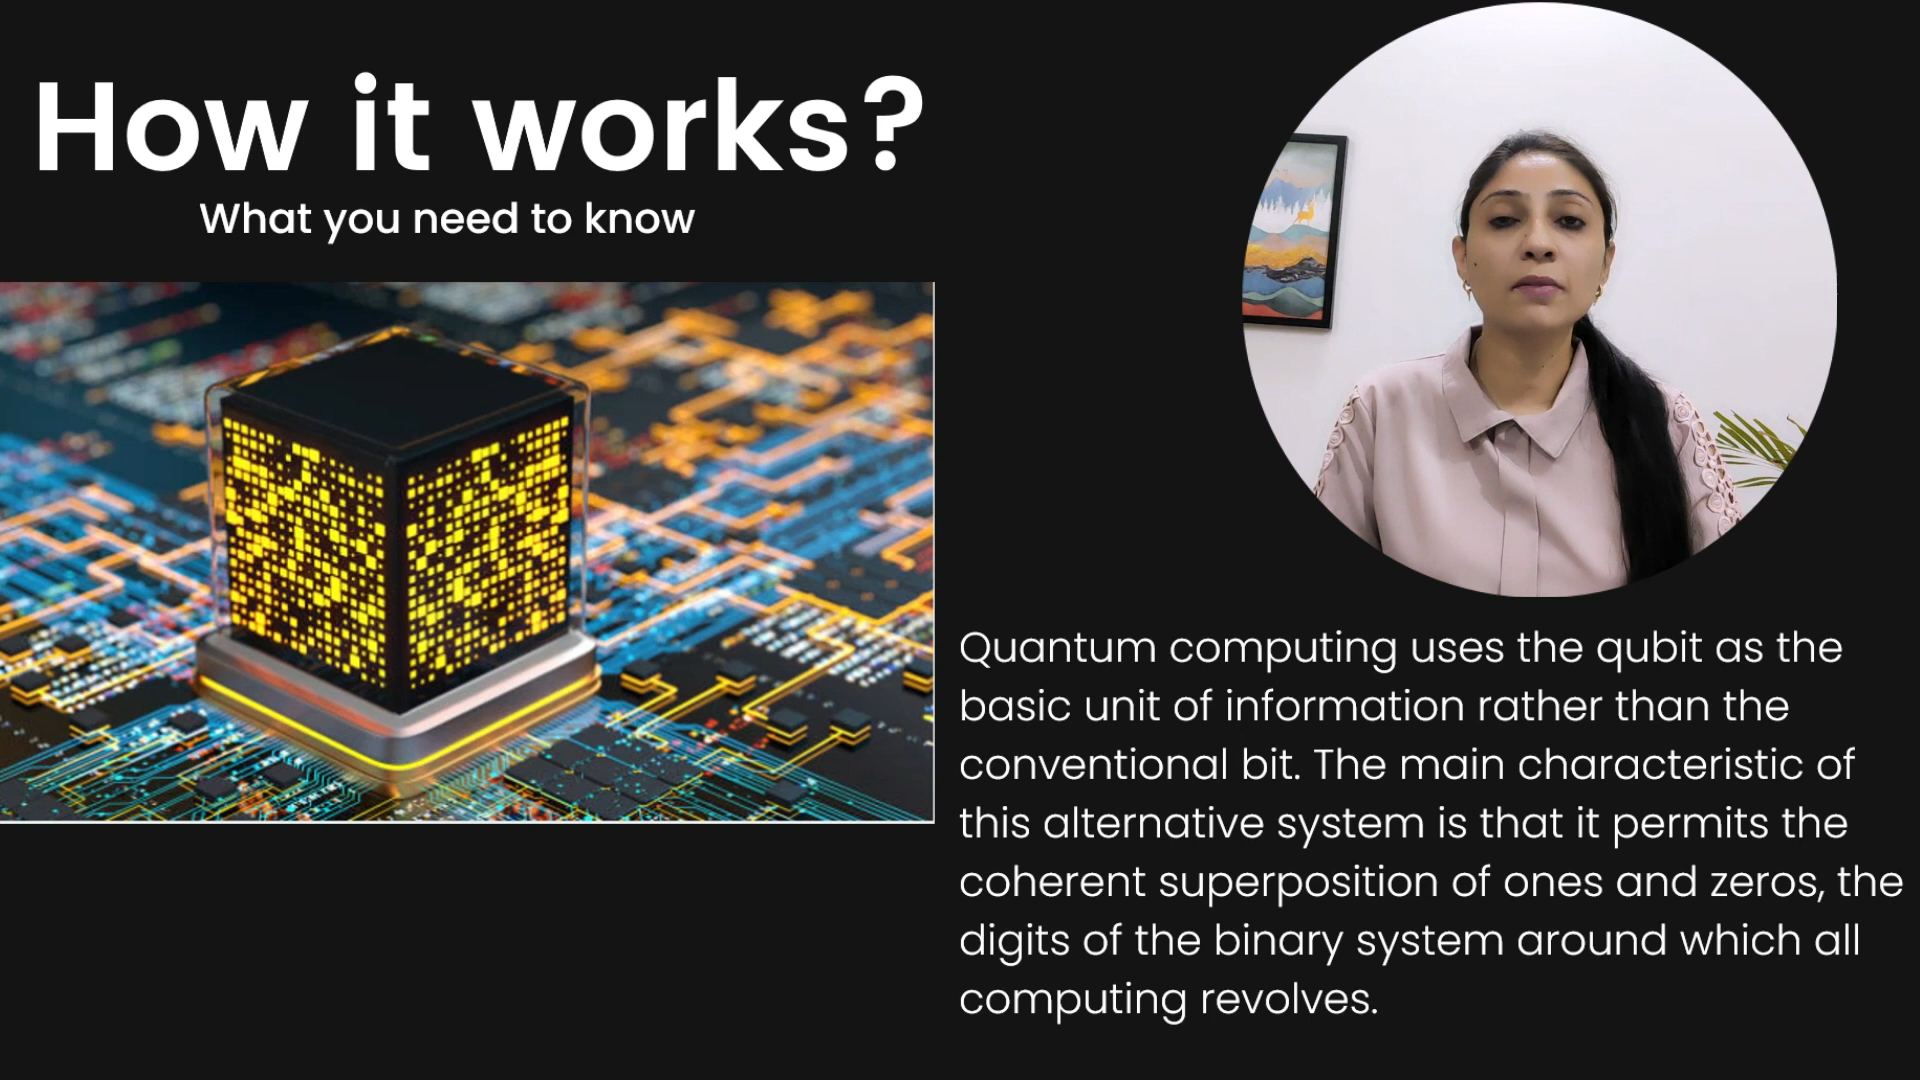 How it works?
What you need to know
Quantum computing uses the qubit as the
basic unit of information rather than the
conventional bit. The main characteristic of
this alternative system is that it permits the
coherent superposition of ones and zeros, the
digits of the binary system around which all
computing revolves.